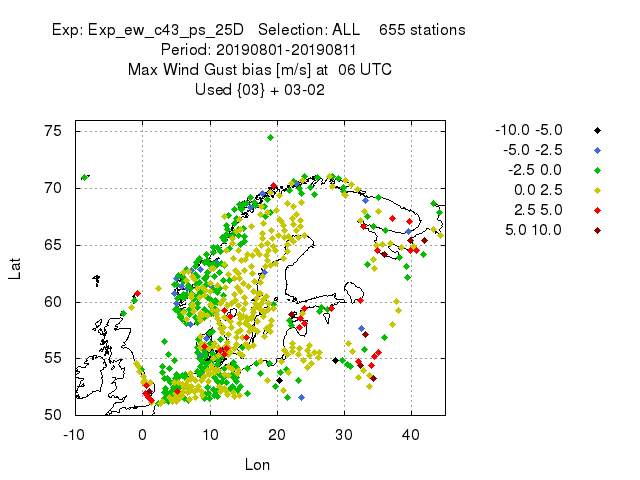 Exp: Exp_ew_c43_ps_25D   Selection: ALL    655 stations
Period: 20190801-20190811
Max Wind Gust bias [m/s] at  06 UTC
Used {03} + 03-02
75
70
65
60
55
50
-10 0 10 20 30 40
Lat
Lon
-10.0 -5.0
-5.0 -2.5
-2.5 0.0
0.0 2.5
2.5 5.0
5.0 10.0